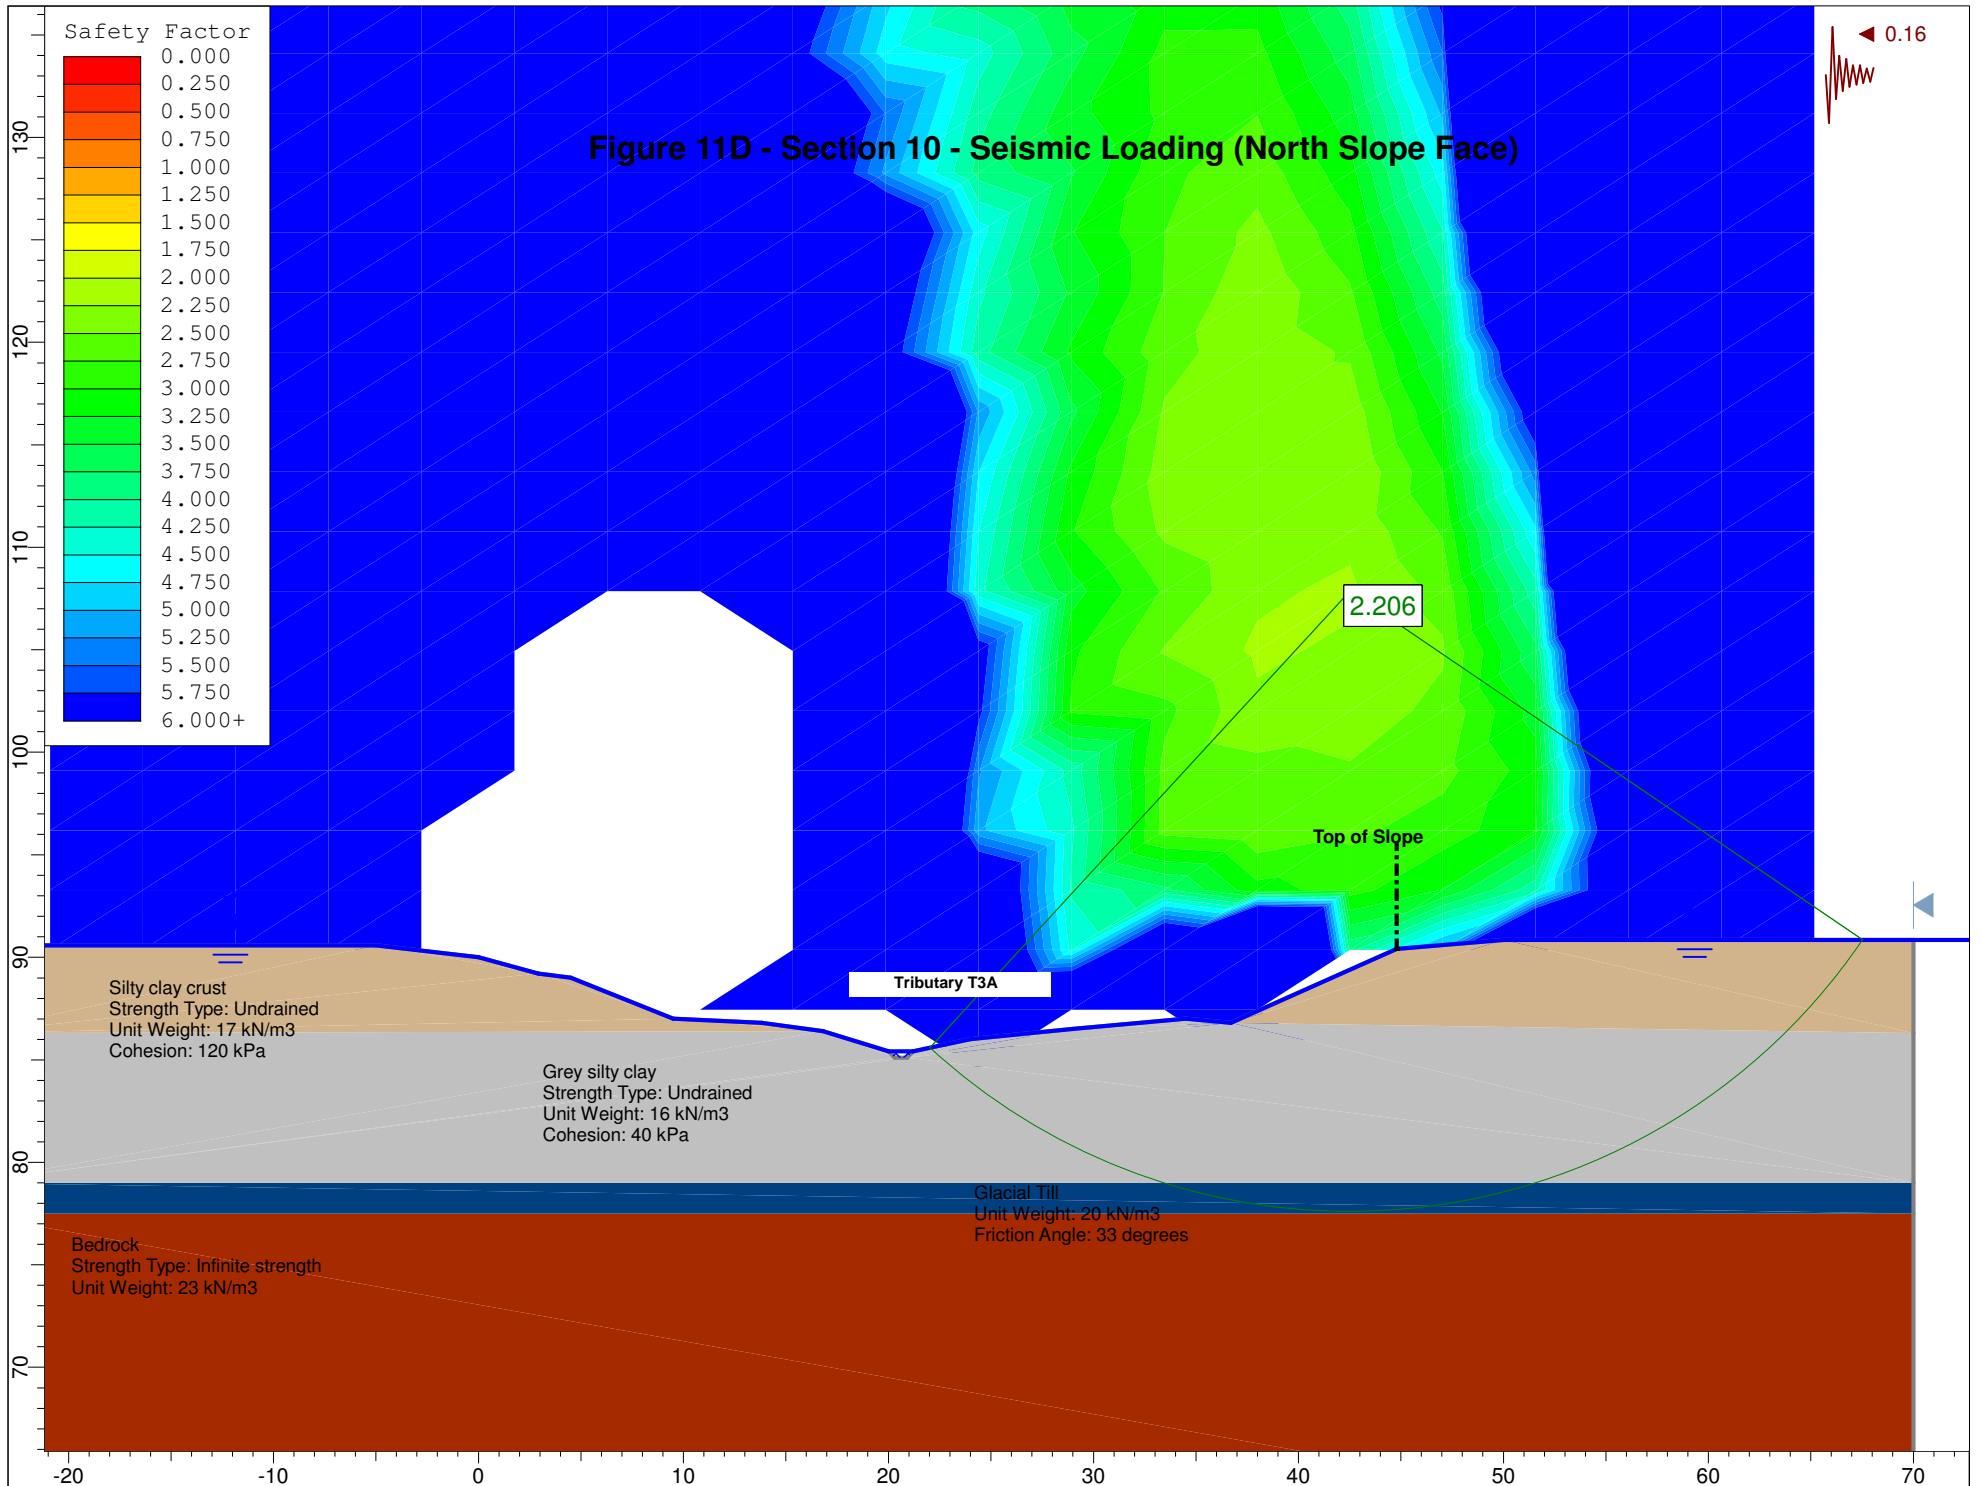 Safety Factor
0.000
0.250
0.500
0.750
1.000
1.250
1.500
1.750
2.000
2.250
2.500
2.750
3.000
3.250
3.500
3.750
4.000
4.250
4.500
4.750
5.000
5.250
5.500
5.750
6.000+
0.16
Figure 11D - Section 10 - Seismic Loading (North Slope Face)
2.206
Top of Slope
Tributary T3A
Silty clay crust
Strength Type: Undrained
Unit Weight: 17 kN/m3
Cohesion: 120 kPa
Grey silty clay
Strength Type: Undrained
Unit Weight: 16 kN/m3
Cohesion: 40 kPa
Glacial Till
Unit Weight: 20 kN/m3
Friction Angle: 33 degrees
Bedrock
Strength Type: Infinite strength
Unit Weight: 23 kN/m3
130
120
110
100
90
80
70
-20 -10 0 10 20 30 40 50 60 70